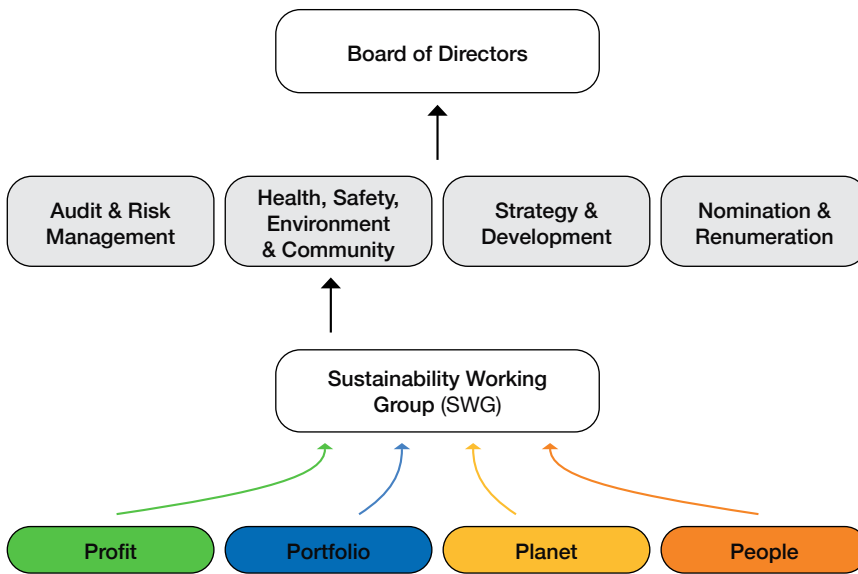 Board of Directors
Audit & Risk
Management
Health, Safety,
Environment
& Community
Strategy &
Development
Nomination &
Renumeration
Sustainability Working
Group (SWG)
Profit
Portfolio
Planet
People